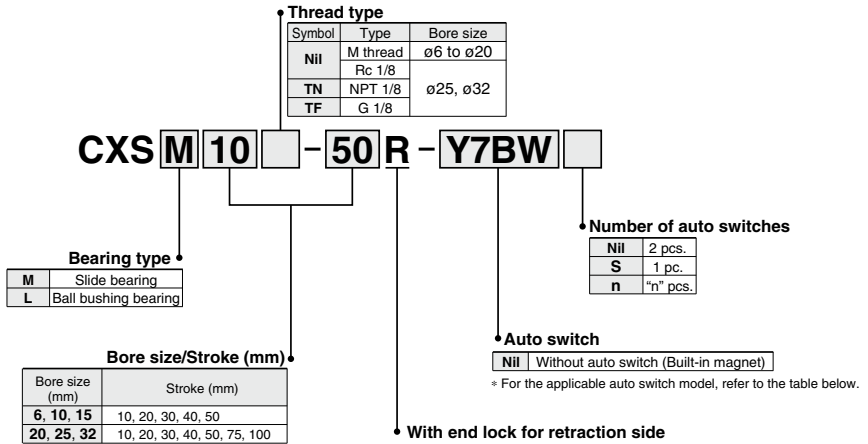 Thread type
Symbol Type Bore size
Nil M thread ø6 to ø20
Rc 1/8 ø25, ø32
TN NPT 1/8
TF G 1/8
CXS M 10 - 50 R - Y7BW
Number of auto switches
Nil 2 pcs.
S 1 pc.
n “n” pcs.
Bearing type
M Slide bearing
L Ball bushing bearing
Auto switch
Nil Without auto switch (Built-in magnet)
* For the applicable auto switch model, refer to the table below.
Bore size/Stroke (mm)
Bore size (mm) Stroke (mm)
6, 10, 15 10, 20, 30, 40, 50
20, 25, 32 10, 20, 30, 40, 50, 75, 100
With end lock for retraction side